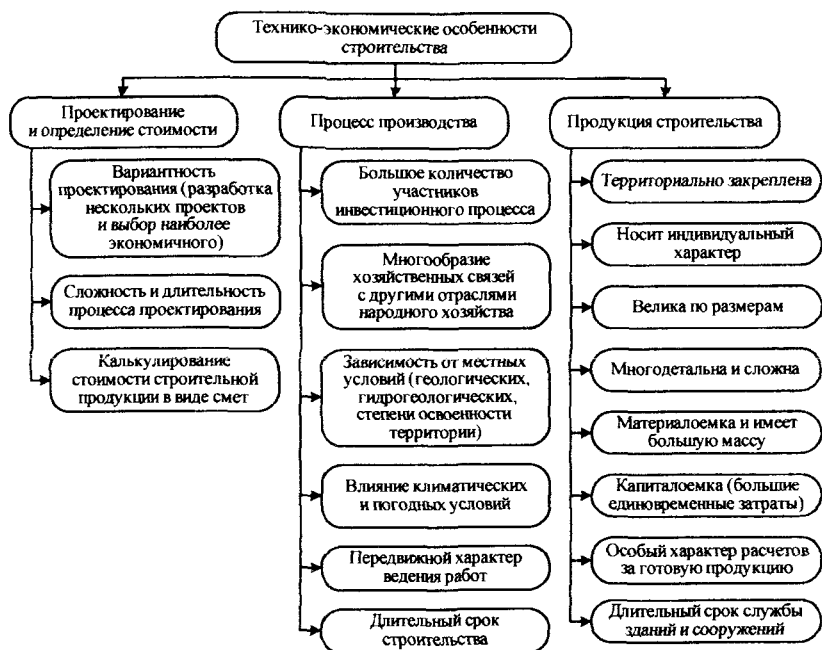 Технико-экономические особенности
строительства
Проектирование
и определение стоимости
Вариантность
проектирования (разработка
нескольких проектов
и выбор наиболее
экономичного)
Сложность и длительность
процесса проектирования
Калькулирование
стоимости строительной
продукции в виде смет
Процесс производства
Большое количество
участников
инвестиционного процесса
Многообразие
хозяйственных связей
с другими отраслями
народного хозяйства
Зависимость от местных
условий (геологических,
гидрогеологических,
степени освоенности
территории)
Влияние климатических
и погодных условий
Передвижной характер
ведения работ
Длительный срок
строительства
Продукция строительства
Территориально закреплена
Носит индивидуальный
характер
Велика по размерам
Многодетальна и сложна
Материалоемка и имеет
большую массу
Капиталоемка (большие
единовременные затраты)
Особый характер расчетов
за готовую продукцию
Длительный срок службы
зданий и сооружений